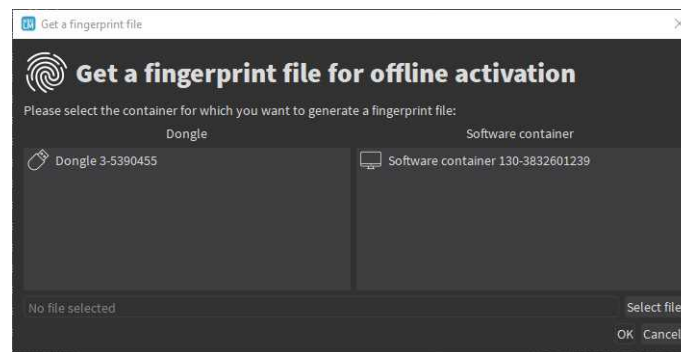 Get a fingerprint file
Get a fingerprint file for offline activation
Please select the container for which you want to generate a fingerprint file:
Dongle
Software container
Dongle 3-5390455
Software container 130-3832601239
No file selected
Select file
OK
Cancel